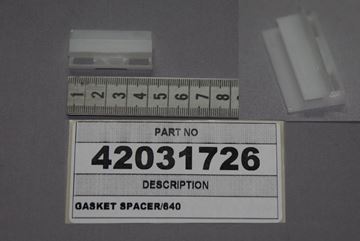 1 2 3 4 5 6 7 8
PART NO
42031726
DESCRIPTION
GASKET SPACER/640